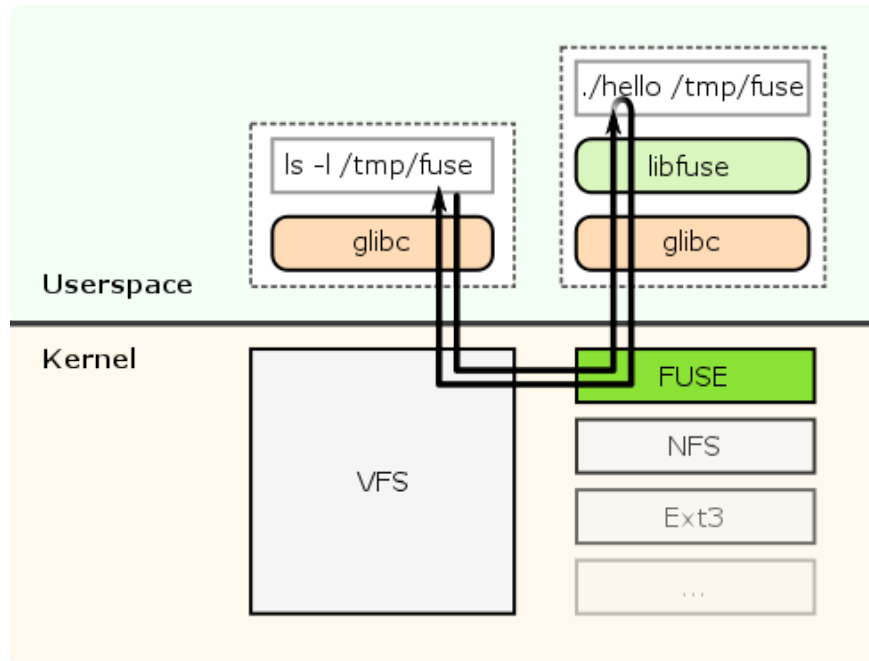 ./hello /tmp/fuse
ls -l /tmp/fuse
libfuse
glibc
glibc
Userspace
Kernel
FUSE
NFS
VFS
Ext3
...